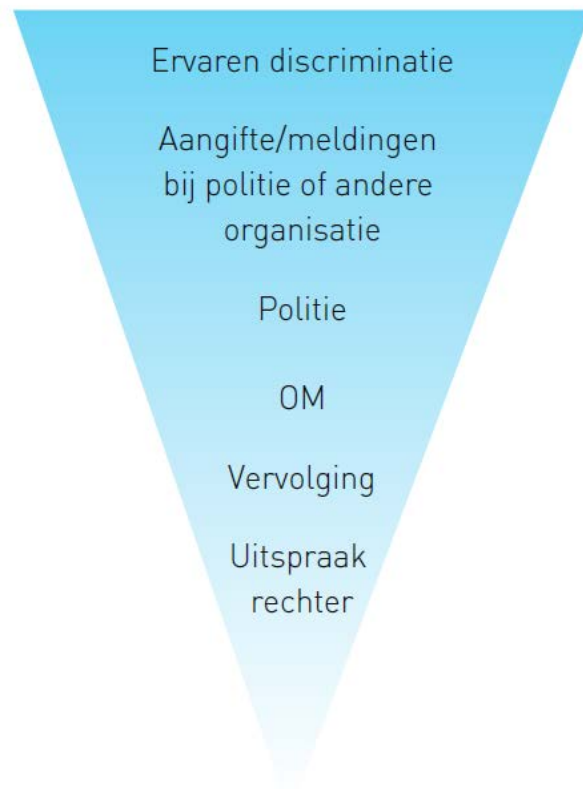 Ervaren discriminatie
Aangifte/meldingen
bij politie of andere
organisatie
Politie
OM
Vervolging
Uitspraak
rechter